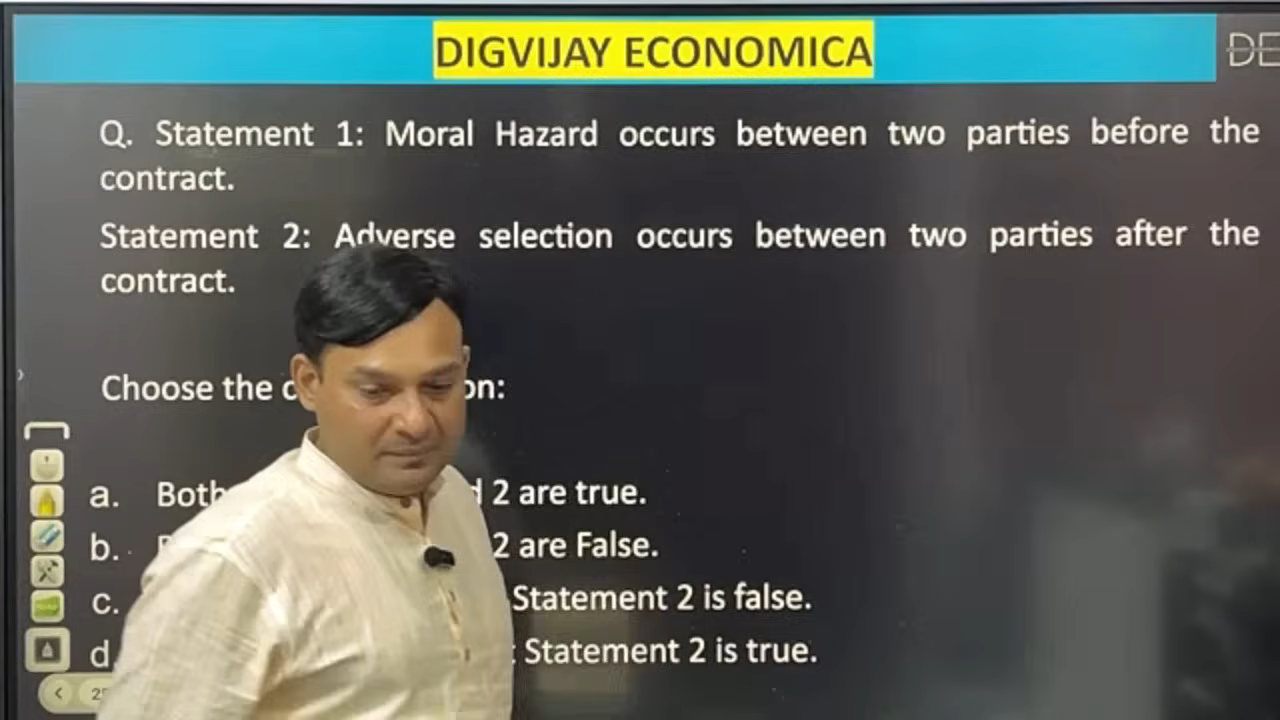 DIGVIJAY ECONOMICA
DE
Q. Statement 1: Moral Hazard occurs between two parties before the
contract.
Statement 2: Adverse selection occurs between two parties after the
contract.
Choose the on:
a. Both 2 are true.
b. 2 are False.
c. Statement 2 is false.
d. Statement 2 is true.